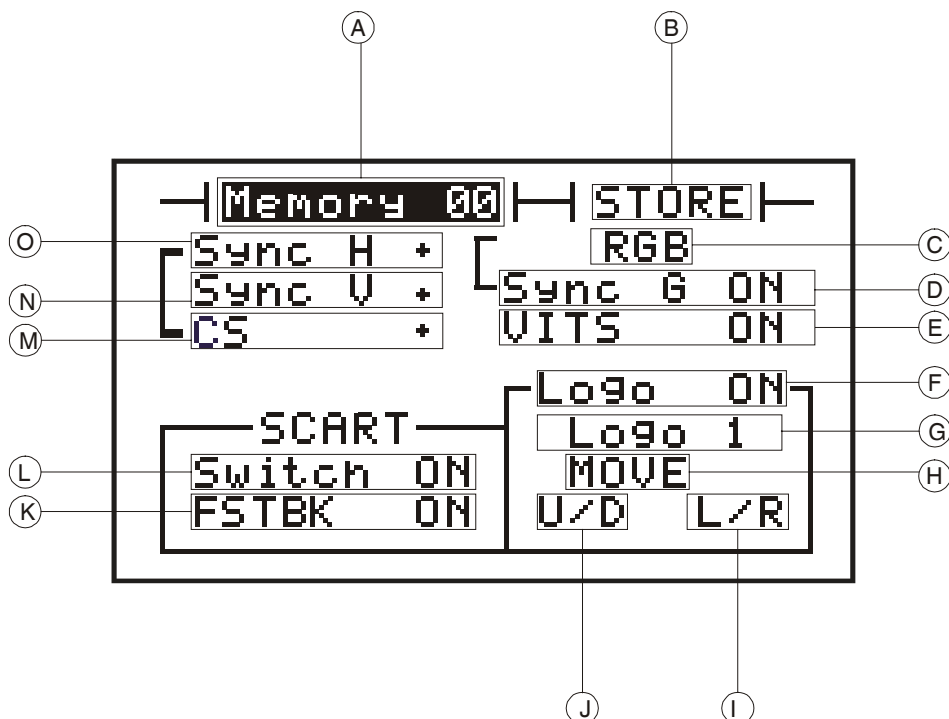 A B
Memory 00 STORE
O Sync H + RGB C
N Sync V + Sync G ON D
M CS + VITS ON E
Logo ON F
SCART Logo 1 G
L Switch ON MOVE H
K FSTBK ON U/D L/R
J I